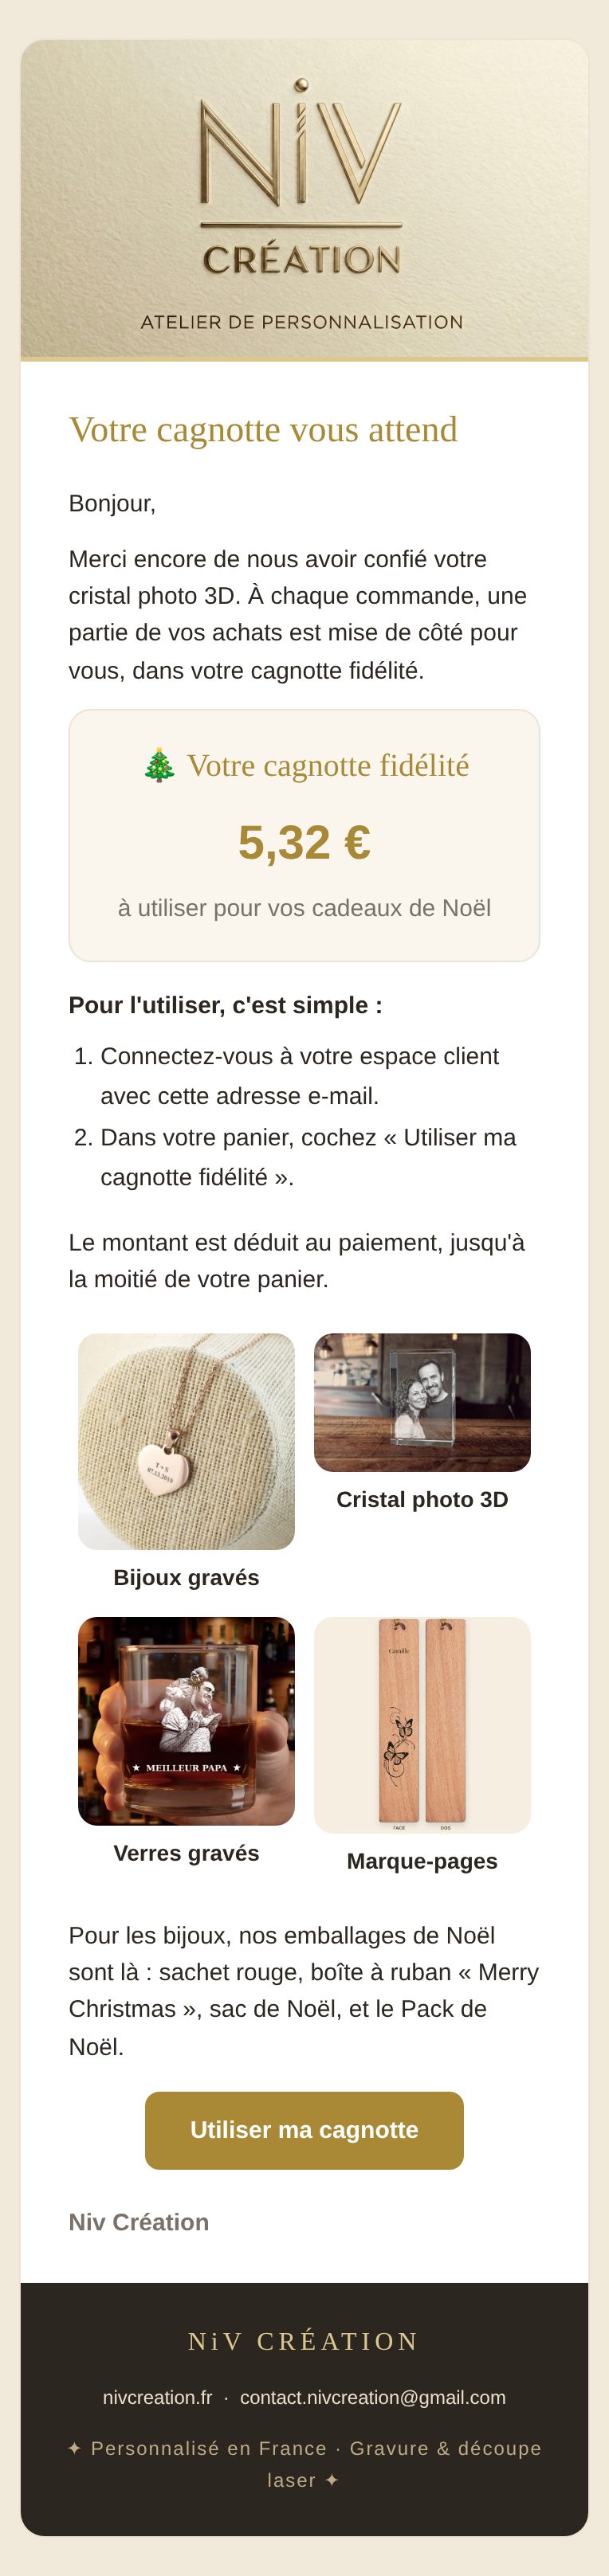 NiV
CRÉATION
ATELIER DE PERSONNALISATION
Votre cagnotte vous attend
Bonjour,
Merci encore de nous avoir confié votre
cristal photo 3D. À chaque commande, une
partie de vos achats est mise de côté pour
vous, dans votre cagnotte fidélité.
🎄 Votre cagnotte fidélité
5,32 €
à utiliser pour vos cadeaux de Noël
Pour l'utiliser, c'est simple :
1. Connectez-vous à votre espace client
avec cette adresse e-mail.
2. Dans votre panier, cochez « Utiliser ma
cagnotte fidélité ».
Le montant est déduit au paiement, jusqu'à
la moitié de votre panier.
Bijoux gravés
Cristal photo 3D
★ MEILLEUR PAPA ★
Camille
FACE
DOS
Verres gravés
Marque-pages
Pour les bijoux, nos emballages de Noël
sont là : sachet rouge, boîte à ruban « Merry
Christmas », sac de Noël, et le Pack de
Noël.
Utiliser ma cagnotte
Niv Création
NiV CRÉATION
nivcreation.fr · contact.nivcreation@gmail.com
✦ Personnalisé en France · Gravure & découpe
laser ✦